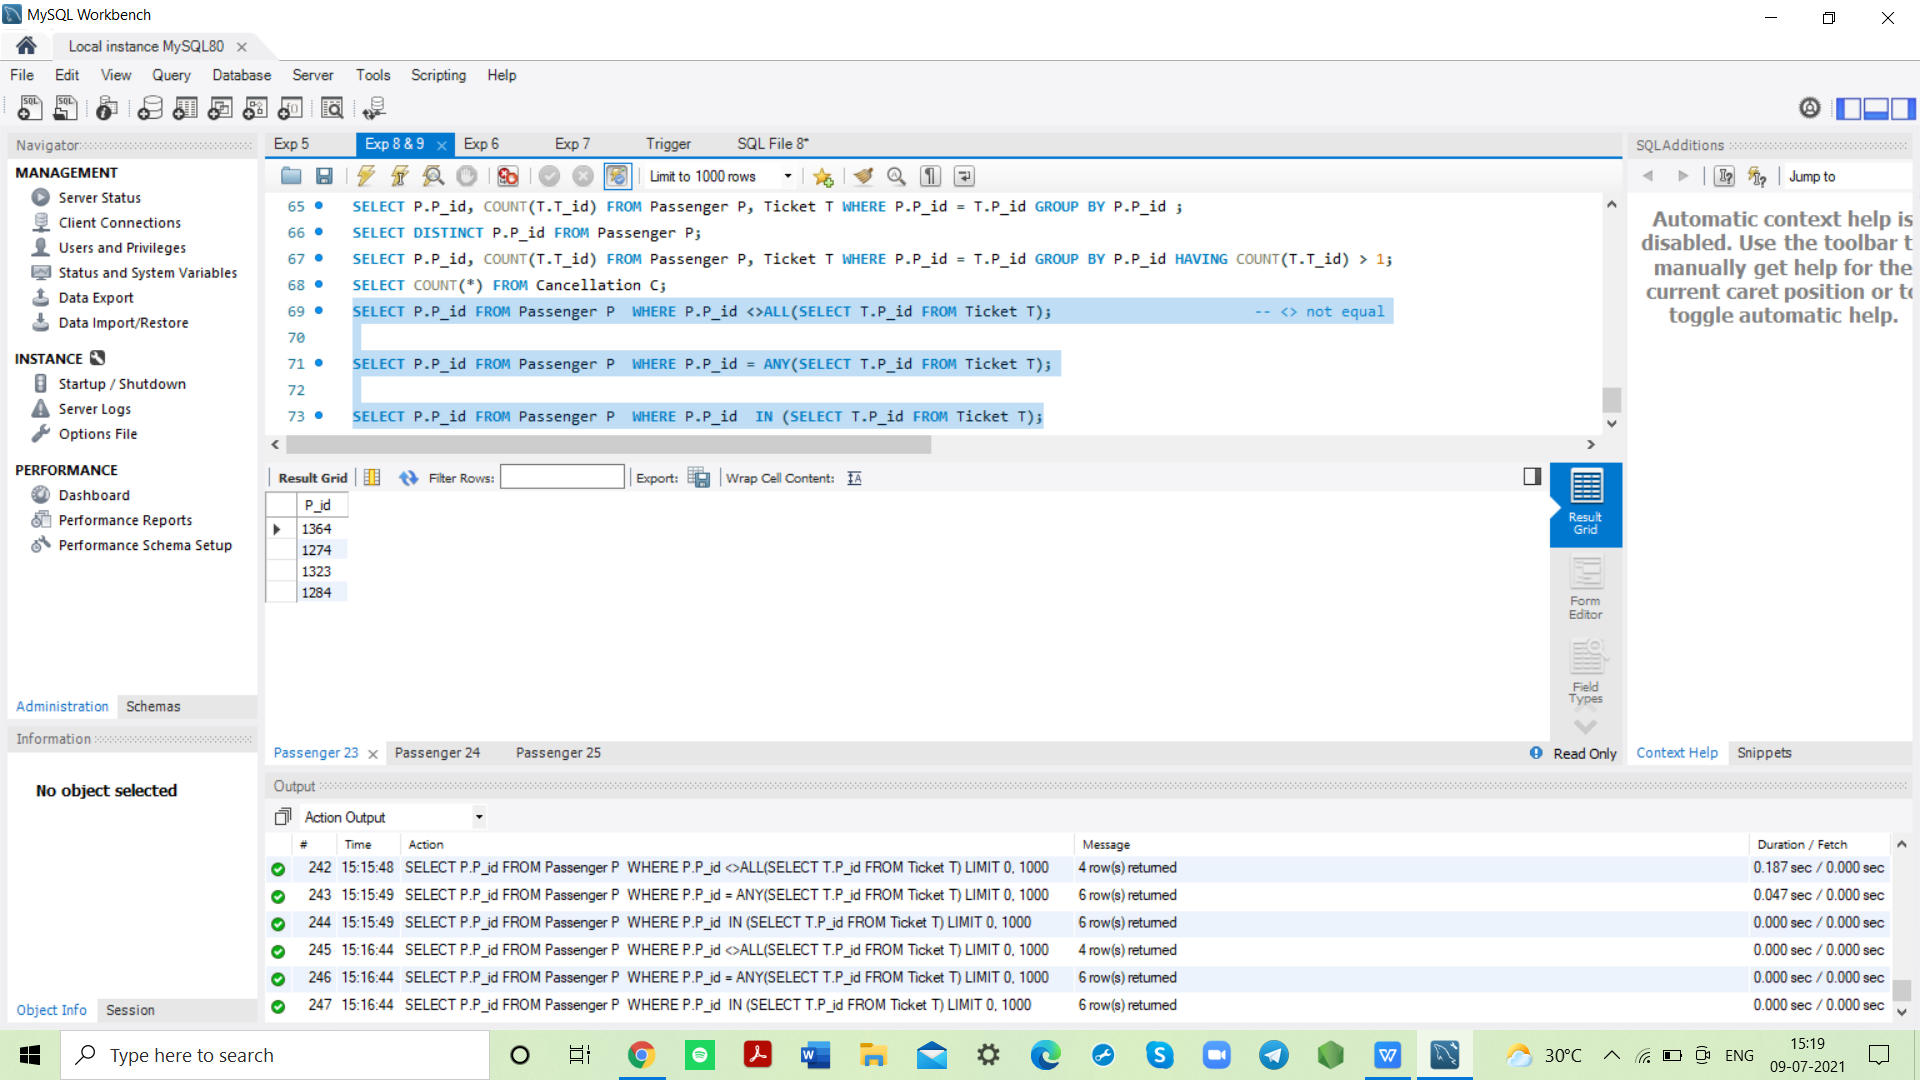 MySQL Workbench
Local instance MySQL80
File Edit View Query Database Server Tools Scripting Help
Navigator
MANAGEMENT
Server Status
Client Connections
Users and Privileges
Status and System Variables
Data Export
Data Import/Restore
INSTANCE
Startup / Shutdown
Server Logs
Options File
PERFORMANCE
Dashboard
Performance Reports
Performance Schema Setup
Administration Schemas
Information
No object selected
Object Info Session
Exp 5 Exp 8 & 9 Exp 6 Exp 7 Trigger SQL File 8*
Limit to 1000 rows
65 SELECT P.P_id, COUNT(T.T_id) FROM Passenger P, Ticket T WHERE P.P_id = T.P_id GROUP BY P.P_id ;
66 SELECT DISTINCT P.P_id FROM Passenger P;
67 SELECT P.P_id, COUNT(T.T_id) FROM Passenger P, Ticket T WHERE P.P_id = T.P_id GROUP BY P.P_id HAVING COUNT(T.T_id) > 1;
68 SELECT COUNT(*) FROM Cancellation C;
69 SELECT P.P_id FROM Passenger P  WHERE P.P_id <>ALL(SELECT T.P_id FROM Ticket T); -- <> not equal
70
71 SELECT P.P_id FROM Passenger P  WHERE P.P_id = ANY(SELECT T.P_id FROM Ticket T);
72
73 SELECT P.P_id FROM Passenger P  WHERE P.P_id  IN (SELECT T.P_id FROM Ticket T);
Result Grid Filter Rows: Export: Wrap Cell Content:
P_id
1364
1274
1323
1284
Result
Grid
Form
Editor
Field
Types
Passenger 23 Passenger 24 Passenger 25 Read Only
SQLAdditions
Jump to
Automatic context help is
disabled. Use the toolbar t
manually get help for the
current caret position or to
toggle automatic help.
Context Help Snippets
Output
Action Output
# Time Action Message Duration / Fetch
242 15:15:48 SELECT P.P_id FROM Passenger P  WHERE P.P_id <>ALL(SELECT T.P_id FROM Ticket T) LIMIT 0, 1000 4 row(s) returned 0.187 sec / 0.000 sec
243 15:15:49 SELECT P.P_id FROM Passenger P  WHERE P.P_id = ANY(SELECT T.P_id FROM Ticket T) LIMIT 0, 1000 6 row(s) returned 0.047 sec / 0.000 sec
244 15:15:49 SELECT P.P_id FROM Passenger P  WHERE P.P_id  IN (SELECT T.P_id FROM Ticket T) LIMIT 0, 1000 6 row(s) returned 0.000 sec / 0.000 sec
245 15:16:44 SELECT P.P_id FROM Passenger P  WHERE P.P_id <>ALL(SELECT T.P_id FROM Ticket T) LIMIT 0, 1000 4 row(s) returned 0.000 sec / 0.000 sec
246 15:16:44 SELECT P.P_id FROM Passenger P  WHERE P.P_id = ANY(SELECT T.P_id FROM Ticket T) LIMIT 0, 1000 6 row(s) returned 0.000 sec / 0.000 sec
247 15:16:44 SELECT P.P_id FROM Passenger P  WHERE P.P_id  IN (SELECT T.P_id FROM Ticket T) LIMIT 0, 1000 6 row(s) returned 0.000 sec / 0.000 sec
Type here to search
30°C ENG
15:19
09-07-2021